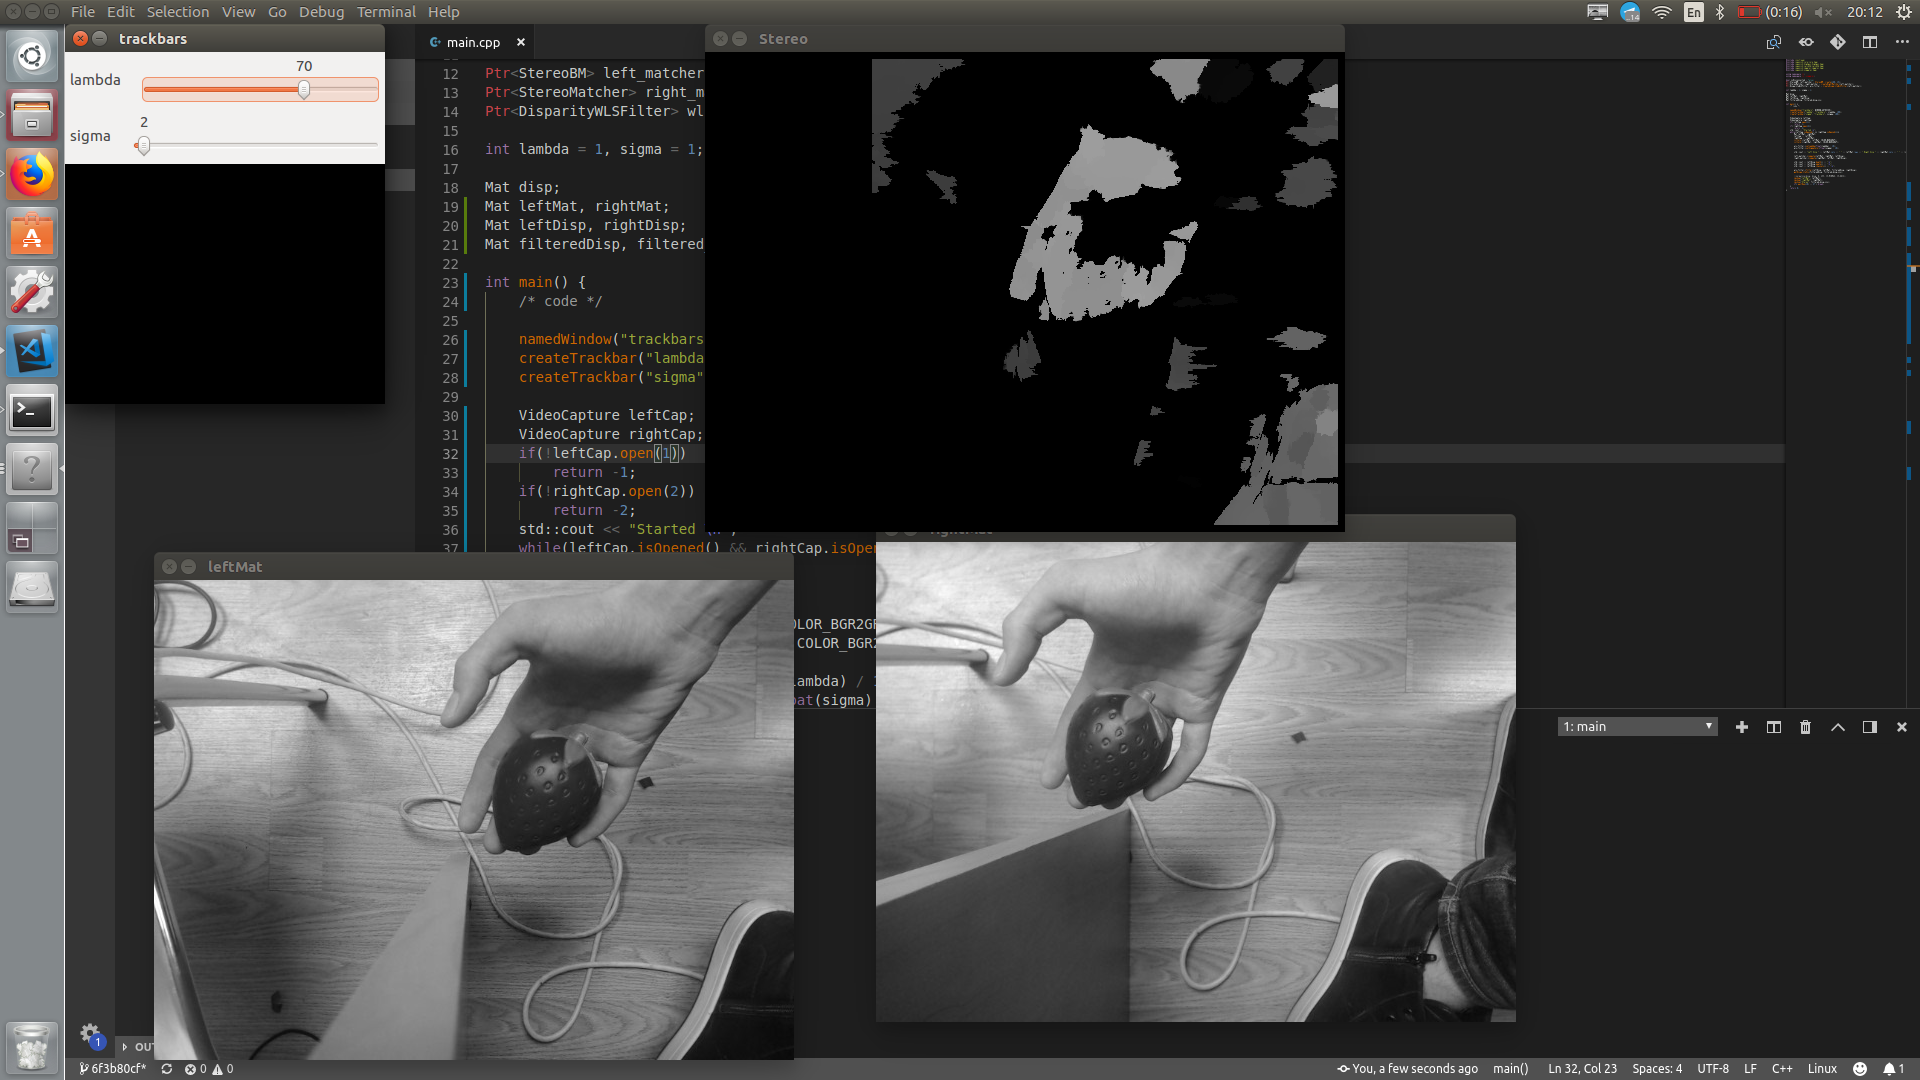 File Edit Selection View Go Debug Terminal Help
14
En
(0:16)
20:12
trackbars
lambda
70
sigma
2
main.cpp
Stereo
12 Ptr<StereoBM> left_matcher
13 Ptr<StereoMatcher> right_m
14 Ptr<DisparityWLSFilter> wl
15
16 int lambda = 1, sigma = 1;
17
18 Mat disp;
19 Mat leftMat, rightMat;
20 Mat leftDisp, rightDisp;
21 Mat filteredDisp, filtered
22
23 int main() {
24 /* code */
25
26 namedWindow("trackbars
27 createTrackbar("lambda
28 createTrackbar("sigma"
29
30 VideoCapture leftCap;
31 VideoCapture rightCap;
32 if(!leftCap.open(1))
33 return -1;
34 if(!rightCap.open(2))
35 return -2;
36 std::cout << "Started
37 while(leftCap.isOpened() && rightCap.isOpe
leftMat
OLOR_BGR2G
COLOR_BGR2
ambda) /
at(sigma)
1: main
1
OU
6f3b80cf*
0
0
You, a few seconds ago
main()
Ln 32, Col 23
Spaces: 4
UTF-8
LF
C++
Linux
1